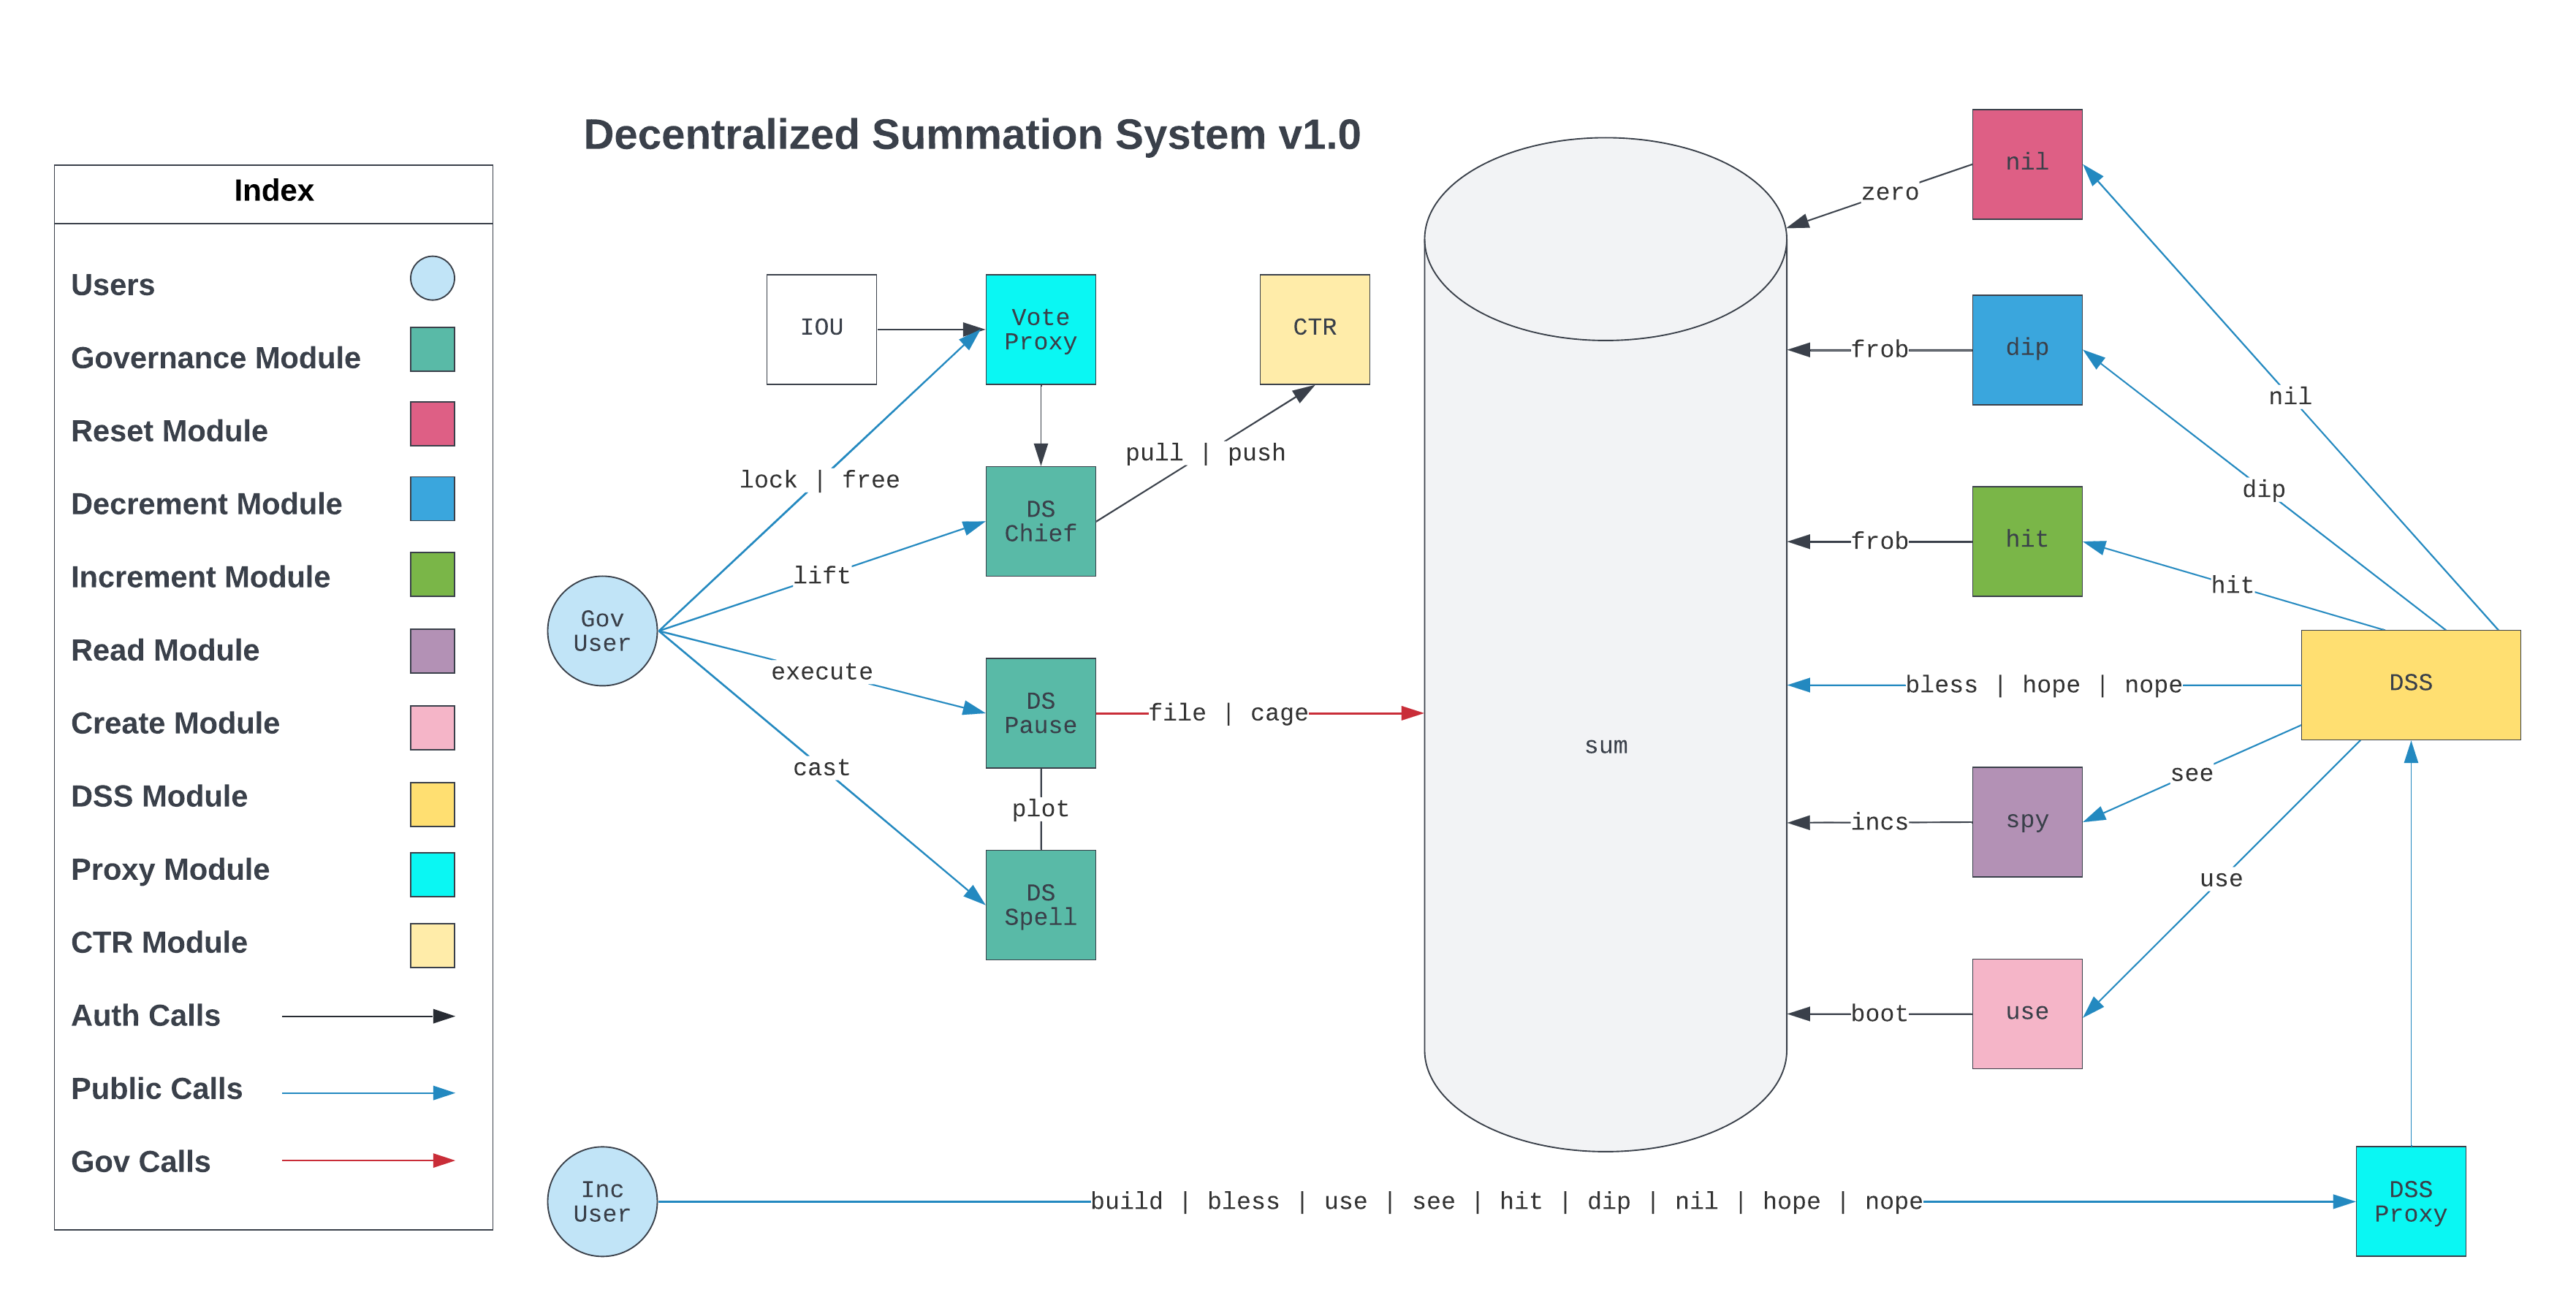 Decentralized Summation System v1.0
Index
Users
Governance Module
Reset Module
Decrement Module
Increment Module
Read Module
Create Module
DSS Module
Proxy Module
CTR Module
Auth Calls
Public Calls
Gov Calls
IOU
Vote
Proxy
CTR
lock | free
pull | push
DS
Chief
lift
Gov
User
execute
DS
Pause
file | cage
cast
plot
DS
Spell
sum
zero
nil
frob
dip
nil
dip
frob
hit
hit
bless | hope | nope
DSS
see
incs
spy
use
boot
use
Inc
User
build | bless | use | see | hit | dip | nil | hope | nope
DSS
Proxy